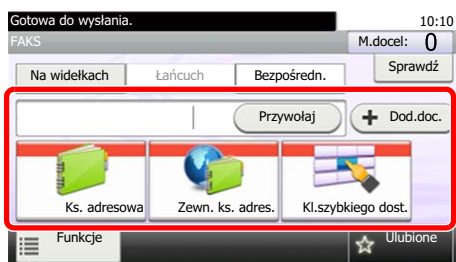 Gotowa do wysłania. 10:10
FAKS M.docel: 0
Na widełkach Łańcuch Bezpośredn. Sprawdź
Przywołaj + Dod.doc.
Ks. adresowa Zewn. ks. adres. Kl.szybkiego dost.
Funkcje Ulubione